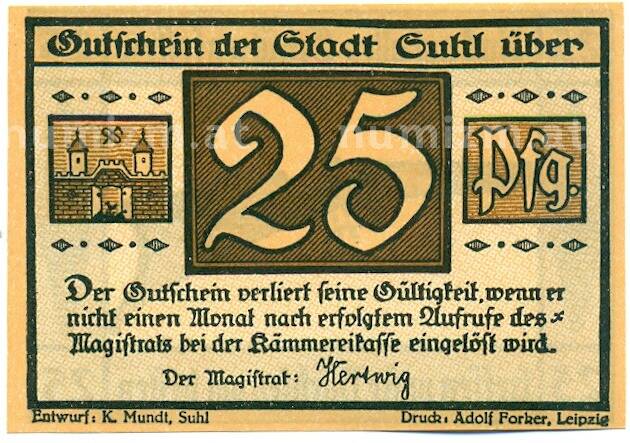 Gutschein der Stadt Suhl über
25
Pfg.
Der Gutschein verliert seine Gültigkeit, wenn er
nicht einen Monat nach erfolgtem Aufrufe des
Magistrats bei der Kämmereikasse eingelöst wird.
Der Magistrat: Hertwig
Entwurf: K. Mundt, Suhl
Druck: Adolf Forker, Leipzig